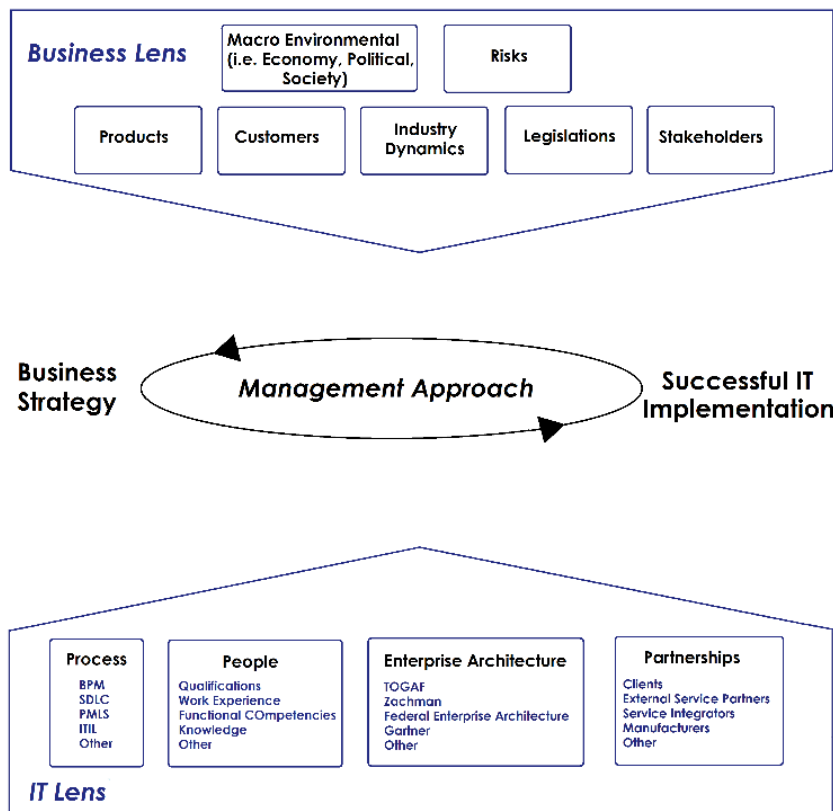 Business Lens
Macro Environmental
(i.e. Economy, Political,
Society)
Risks
Products
Customers
Industry
Dynamics
Legislations
Stakeholders
Business
Strategy
Management Approach
Successful IT
Implementation
Process
BPM
SDLC
PMLS
ITIL
Other
People
Qualifications
Work Experience
Functional COmpetencies
Knowledge
Other
Enterprise Architecture
TOGAF
Zachman
Federal Enterprise Architecture
Gartner
Other
Partnerships
Clients
External Service Partners
Service Integrators
Manufacturers
Other
IT Lens